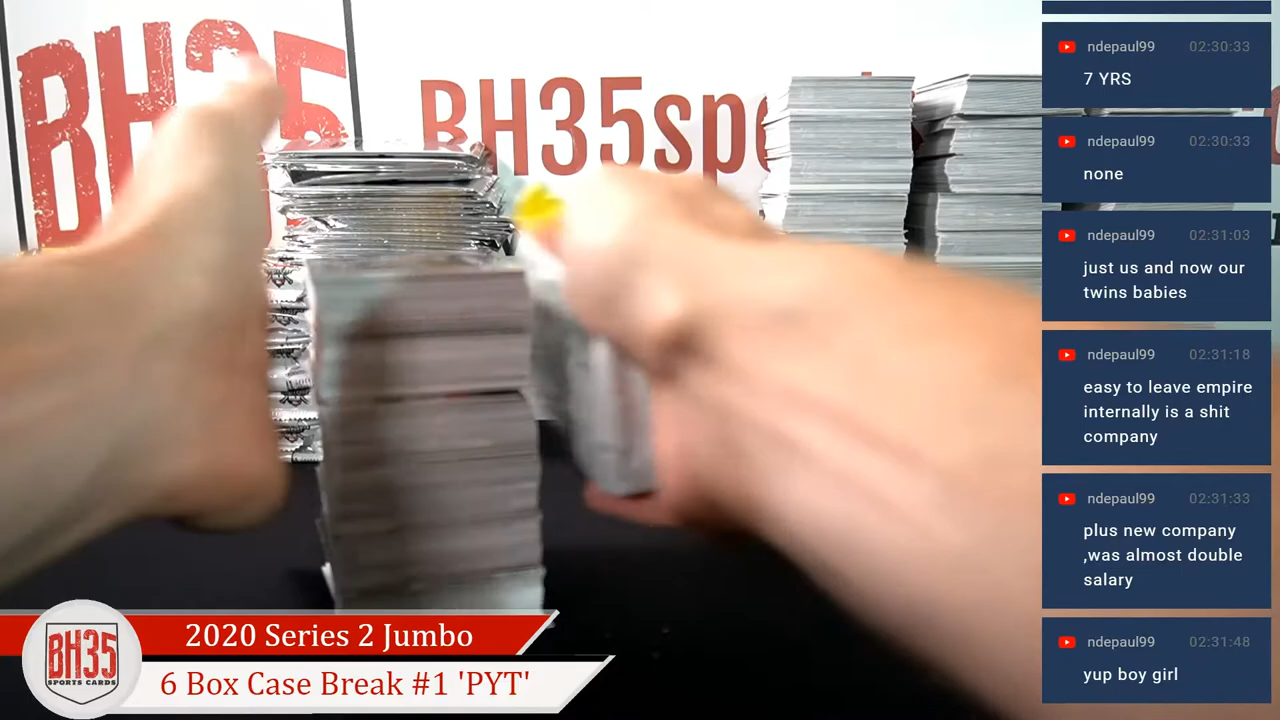 BH35
BH35spo
ndepaul99 02:30:33
7 YRS
ndepaul99 02:30:33
none
ndepaul99 02:31:03
just us and now our
twins babies
ndepaul99 02:31:18
easy to leave empire
internally is a shit
company
ndepaul99 02:31:33
plus new company
,was almost double
salary
ndepaul99 02:31:48
yup boy girl
BH35
SPORTS CARDS
2020 Series 2 Jumbo
6 Box Case Break #1 'PYT'